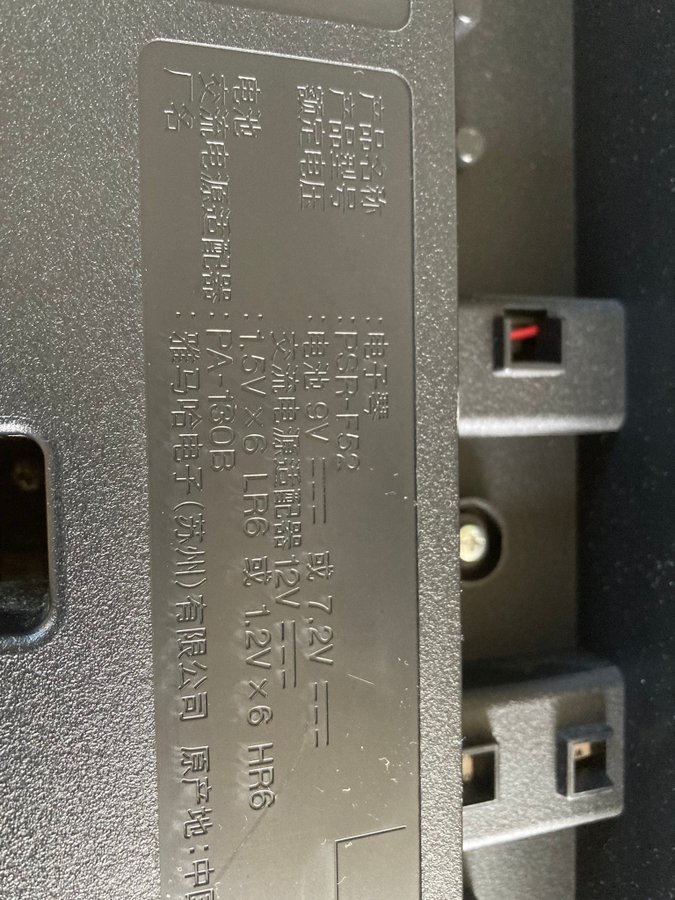 产品名称 : 电子琴
产品型号 : PSR-F52
额定电压 : 电池 9V ⎓ 或 7.2V ⎓
交流电源适配器 12V ⎓
电池 : 1.5V × 6 LR6 或 1.2V × 6 HR6
交流电源适配器 : PA-130B
厂名 : 雅马哈电子(苏州)有限公司 原产地 : 中国